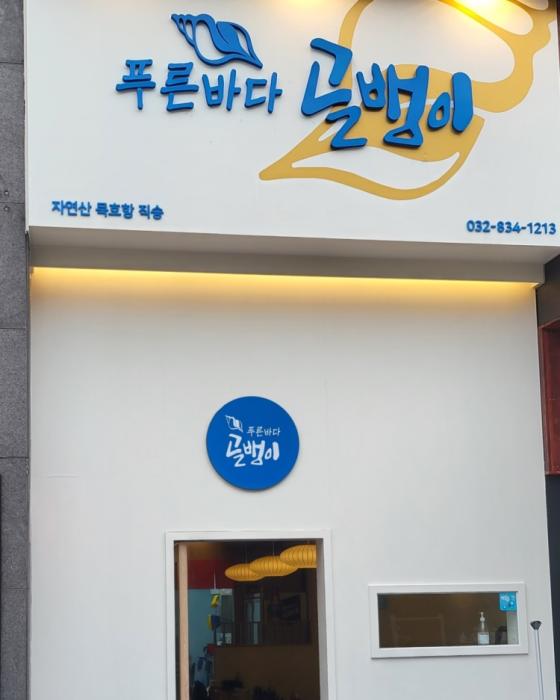 푸른바다 골뱅이
자연산 묵호항 직송
032-834-1213
푸른바다
골뱅이